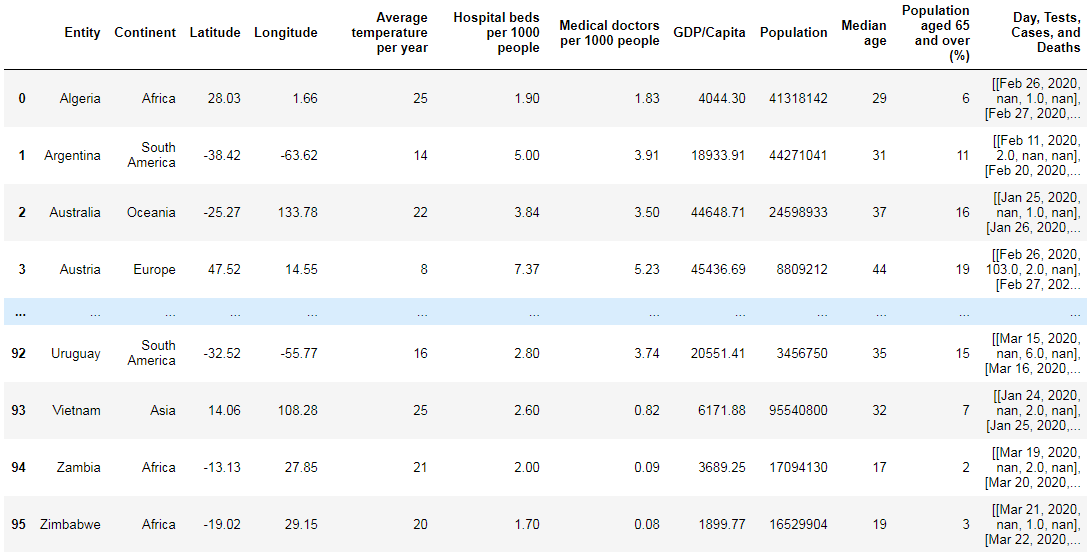 Entity Continent Latitude Longitude Average temperature per year Hospital beds per 1000 people Medical doctors per 1000 people GDP/Capita Population Median age Population aged 65 and over (%) Day, Tests, Cases, and Deaths
0 Algeria Africa 28.03 1.66 25 1.90 1.83 4044.30 41318142 29 6 [[Feb 26, 2020, nan, 1.0, nan], [Feb 27, 2020,...
1 Argentina South America -38.42 -63.62 14 5.00 3.91 18933.91 44271041 31 11 [[Feb 11, 2020, 2.0, nan, nan], [Feb 20, 2020,...
2 Australia Oceania -25.27 133.78 22 3.84 3.50 44648.71 24598933 37 16 [[Jan 25, 2020, nan, 1.0, nan], [Jan 26, 2020,...
3 Austria Europe 47.52 14.55 8 7.37 5.23 45436.69 8809212 44 19 [[Feb 26, 2020, 103.0, 2.0, nan], [Feb 27, 202...
... ... ... ... ... ... ... ... ... ... ... ... ...
92 Uruguay South America -32.52 -55.77 16 2.80 3.74 20551.41 3456750 35 15 [[Mar 15, 2020, nan, 6.0, nan], [Mar 16, 2020,...
93 Vietnam Asia 14.06 108.28 25 2.60 0.82 6171.88 95540800 32 7 [[Jan 24, 2020, nan, 2.0, nan], [Jan 25, 2020,...
94 Zambia Africa -13.13 27.85 21 2.00 0.09 3689.25 17094130 17 2 [[Mar 19, 2020, nan, 2.0, nan], [Mar 20, 2020,...
95 Zimbabwe Africa -19.02 29.15 20 1.70 0.08 1899.77 16529904 19 3 [[Mar 21, 2020, nan, 1.0, nan], [Mar 22, 2020,...